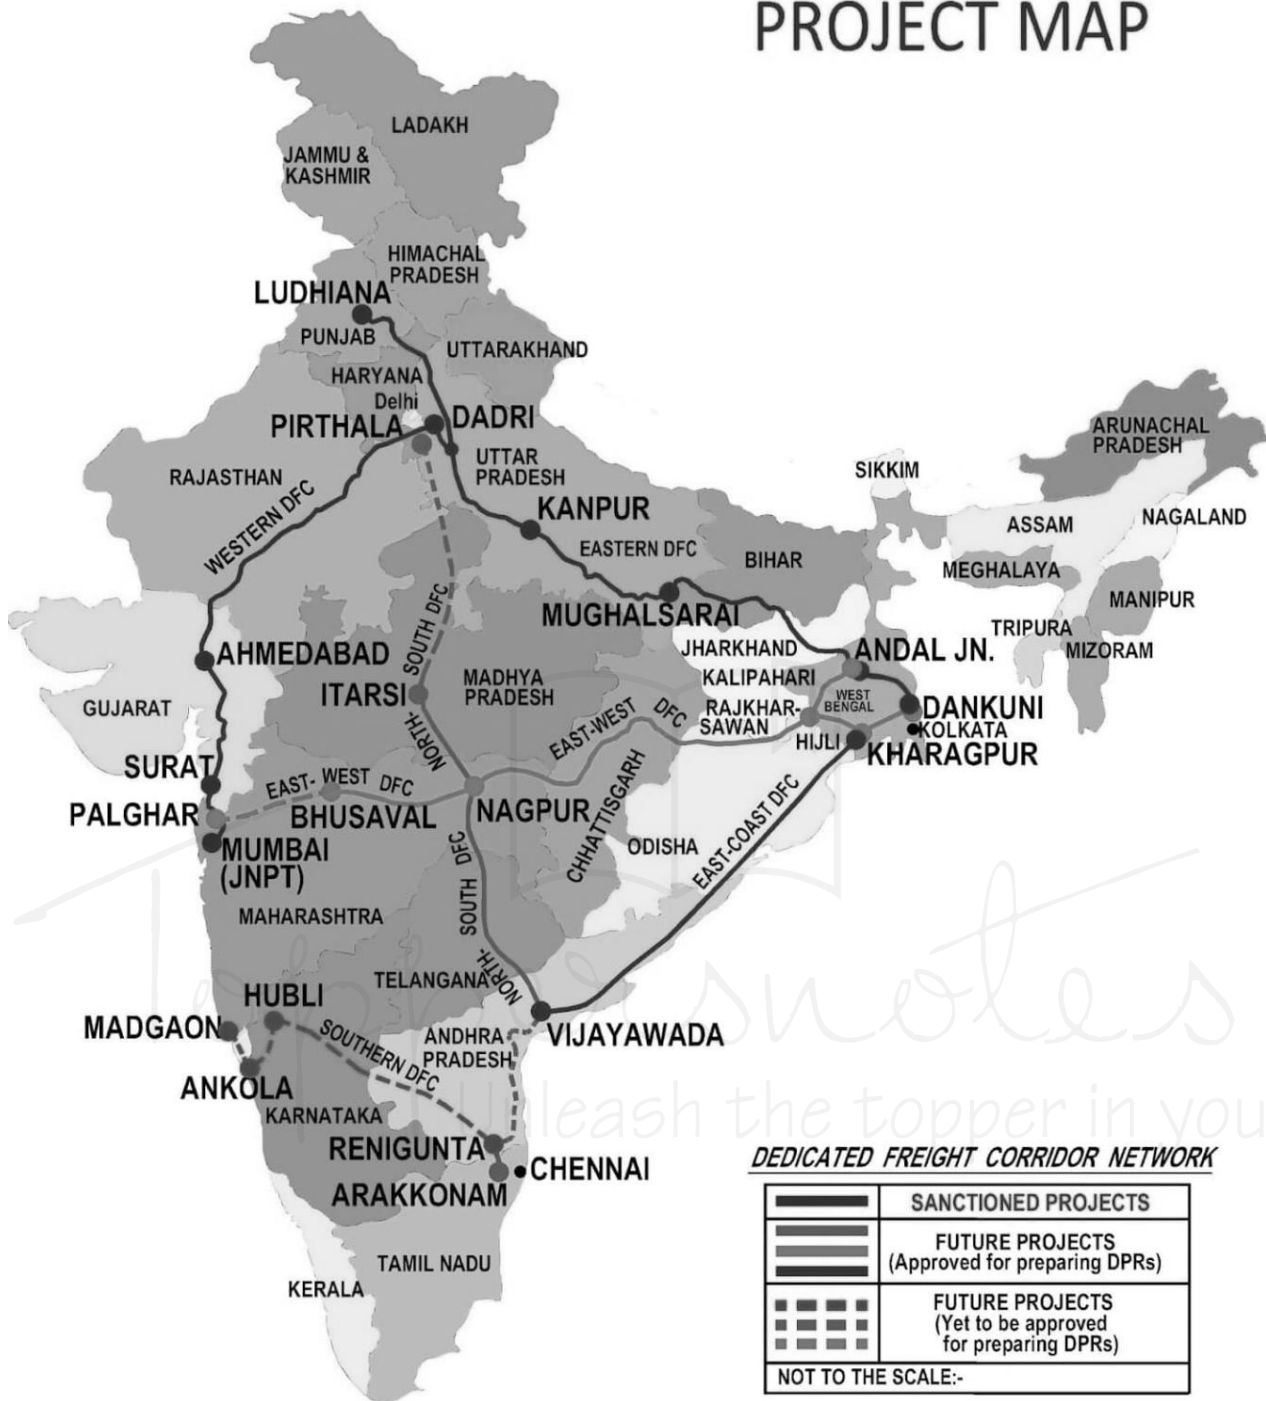 PROJECT MAP
LADAKH
JAMMU &
KASHMIR
HIMACHAL
PRADESH
LUDHIANA
PUNJAB
UTTARAKHAND
HARYANA
Delhi
PIRTHALA
DADRI
UTTAR
PRADESH
RAJASTHAN
WESTERN DFC
KANPUR
EASTERN DFC
BIHAR
SIKKIM
ARUNACHAL
PRADESH
ASSAM
NAGALAND
MEGHALAYA
MANIPUR
TRIPURA
MIZORAM
MUGHALSARAI
SOUTH DFC
AHMEDABAD
ITARSI
MADHYA
PRADESH
JHARKHAND
KALIPAHARI
ANDAL JN.
RAJKHAR-
SAWAN
WEST
BENGAL
DANKUNI
KOLKATA
HIJLI
KHARAGPUR
GUJARAT
NORTH-
EAST-WEST DFC
SURAT
EAST- WEST DFC
PALGHAR
BHUSAVAL
NAGPUR
CHHATTISGARH
ODISHA
EAST-COAST DFC
MUMBAI
(JNPT)
SOUTH DFC
MAHARASHTRA
NORTH-
TELANGANA
HUBLI
MADGAON
SOUTHERN DFC
ANDHRA
PRADESH
VIJAYAWADA
ANKOLA
KARNATAKA
RENIGUNTA
CHENNAI
ARAKKONAM
TAMIL NADU
KERALA
Toppersnotes
Unleash the topper in you
DEDICATED FREIGHT CORRIDOR NETWORK
SANCTIONED PROJECTS
FUTURE PROJECTS
(Approved for preparing DPRs)
FUTURE PROJECTS
(Yet to be approved
for preparing DPRs)
NOT TO THE SCALE:-